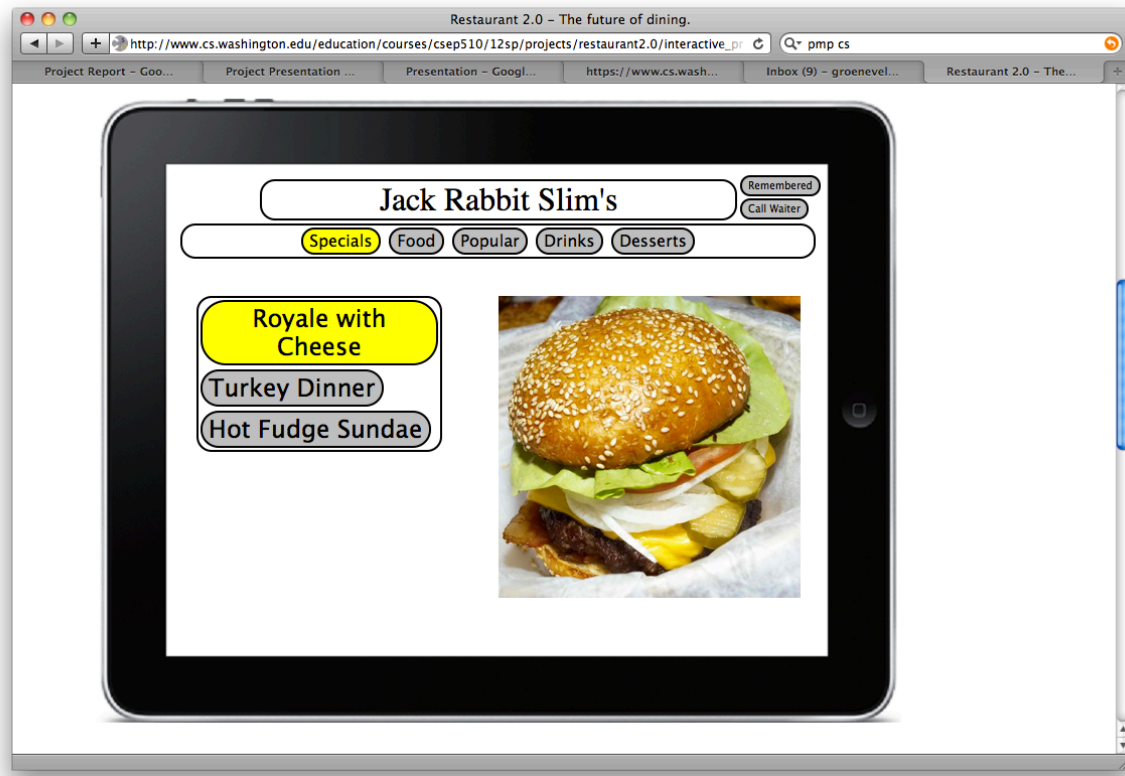 Restaurant 2.0 – The future of dining.
http://www.cs.washington.edu/education/courses/csep510/12sp/projects/restaurant2.0/interactive_pr
pmp cs
Project Report – Goo...
Project Presentation ...
Presentation – Googl...
https://www.cs.wash...
Inbox (9) – groenevel...
Restaurant 2.0 – The...
Jack Rabbit Slim's
Remembered
Call Waiter
Specials Food Popular Drinks Desserts
Royale with
Cheese
Turkey Dinner
Hot Fudge Sundae